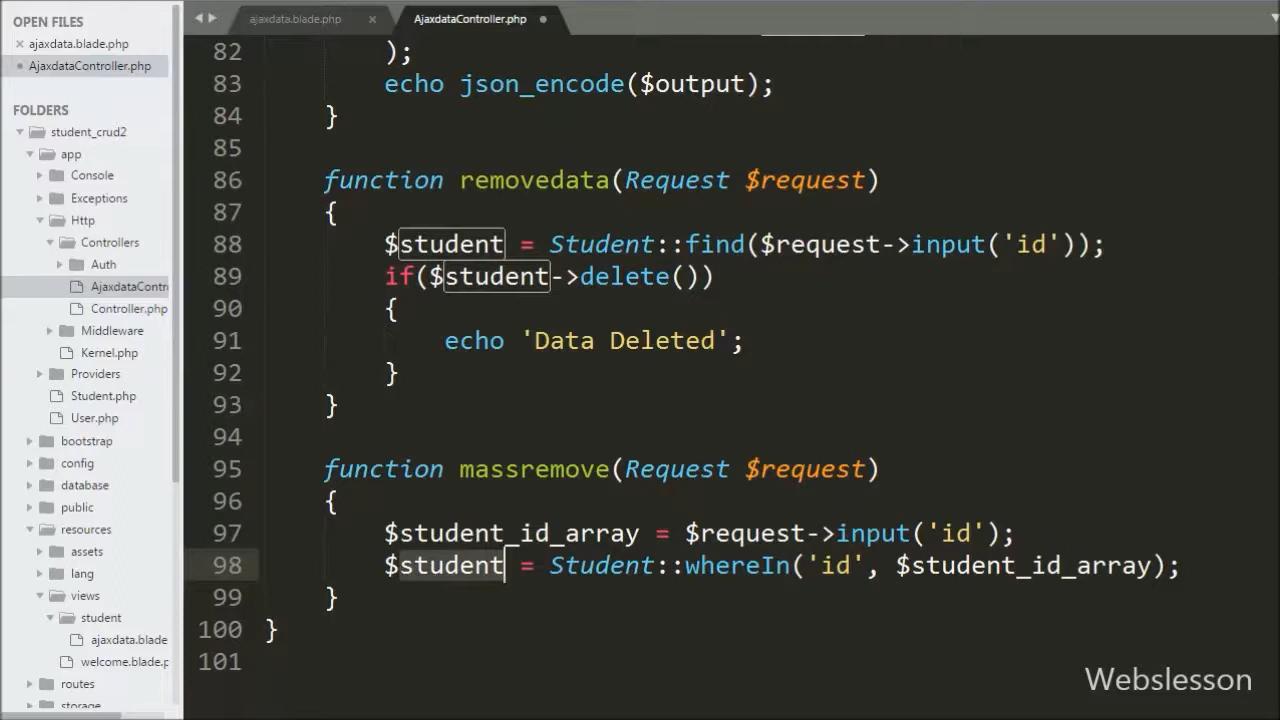 OPEN FILES
ajaxdata.blade.php
AjaxdataController.php
FOLDERS
student_crud2
app
Console
Exceptions
Http
Controllers
Auth
AjaxdataContr
Controller.php
Middleware
Kernel.php
Providers
Student.php
User.php
bootstrap
config
database
public
resources
assets
lang
views
student
ajaxdata.blade
welcome.blade.p
routes
storage
ajaxdata.blade.php
AjaxdataController.php
82 );
83 echo json_encode($output);
84 }
85
86 function removedata(Request $request)
87 {
88 $student = Student::find($request->input('id'));
89 if($student->delete())
90 {
91 echo 'Data Deleted';
92 }
93 }
94
95 function massremove(Request $request)
96 {
97 $student_id_array = $request->input('id');
98 $student = Student::whereIn('id', $student_id_array);
99 }
100 }
101
Webslesson